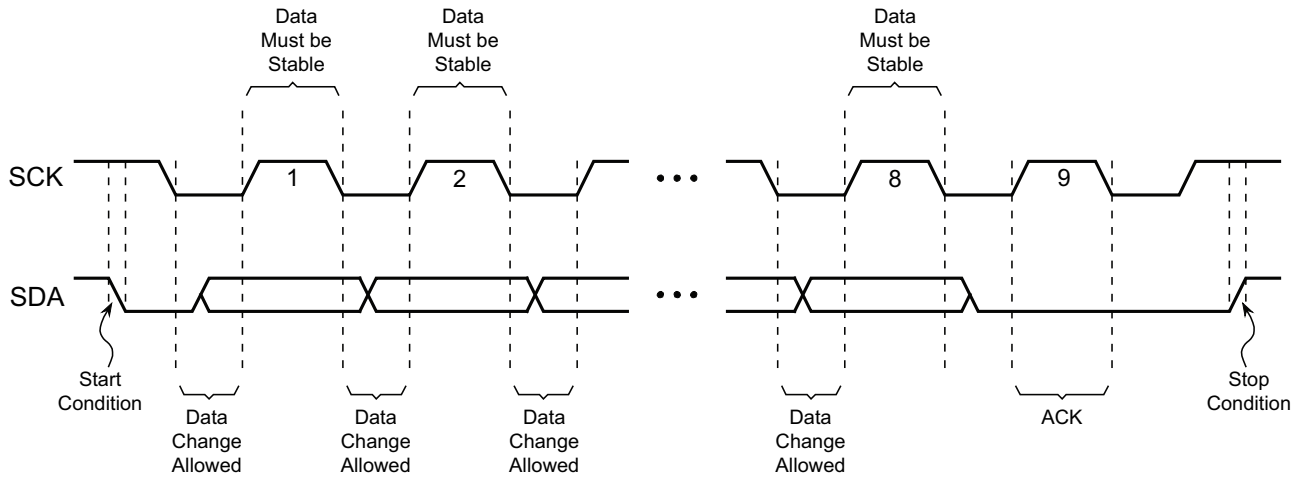 Data
Must be
Stable
Data
Must be
Stable
Data
Must be
Stable
SCK
1
2
8
9
SDA
Start
Condition
Data
Change
Allowed
Data
Change
Allowed
Data
Change
Allowed
Data
Change
Allowed
ACK
Stop
Condition